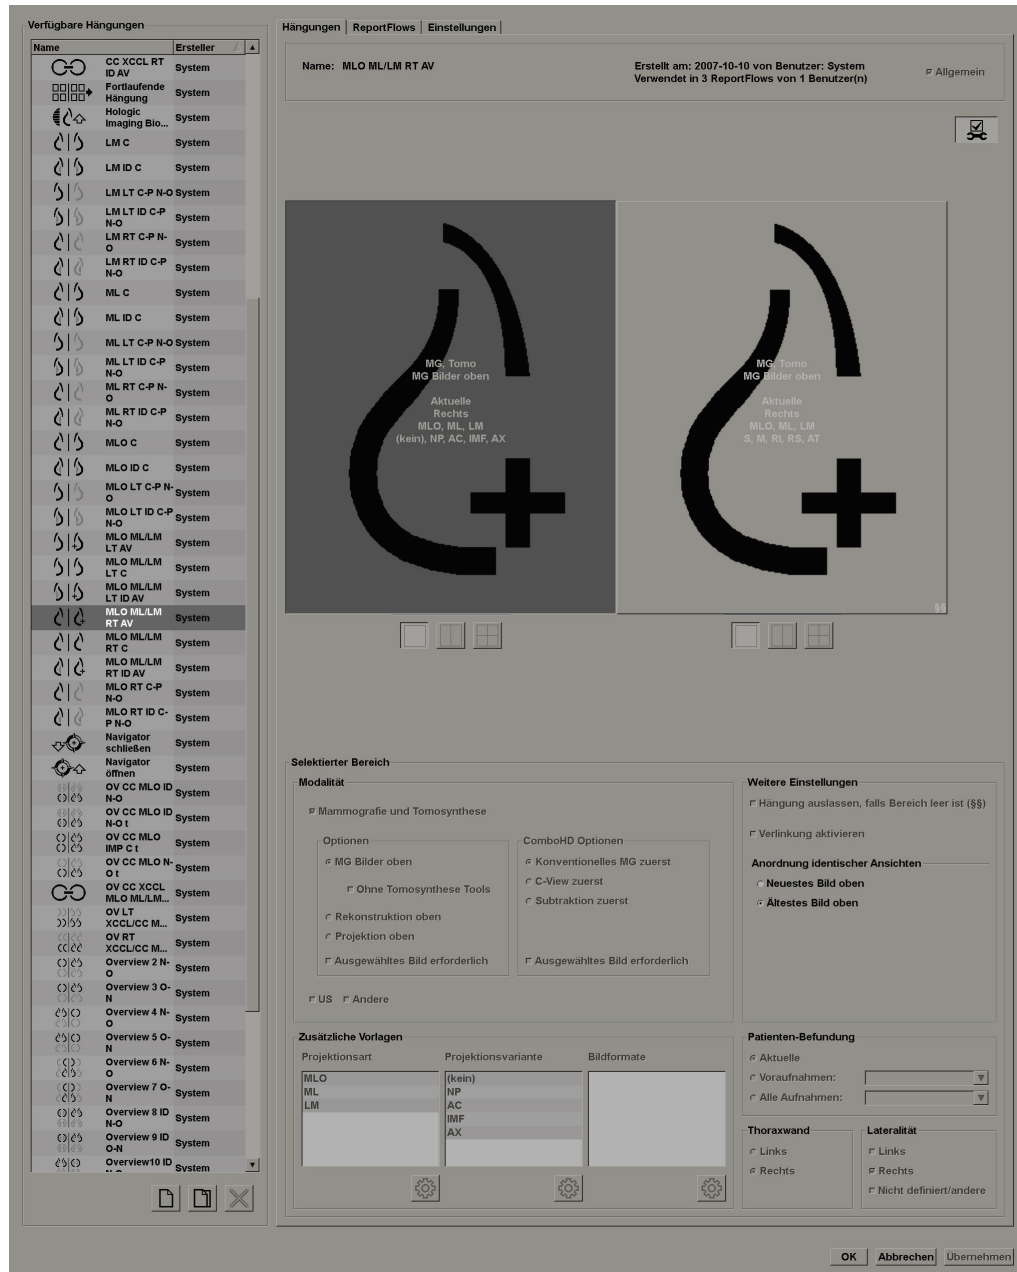 Verfügbare Hängungen
Name Ersteller
CC XCCL RT
ID AV
System
Fortlaufende
Hängung
System
Hologic
Imaging Bio...
System
LM C System
LM ID C System
LM LT C-P N-O System
LM LT ID C-P
N-O
System
LM RT C-P N-
O
System
LM RT ID C-P
N-O
System
ML C System
ML ID C System
ML LT C-P N-O System
ML LT ID C-P
N-O
System
ML RT C-P N-
O
System
ML RT ID C-P
N-O
System
MLO C System
MLO ID C System
MLO LT C-P N-
O
System
MLO LT ID C-P
N-O
System
MLO ML/LM
LT AV
System
MLO ML/LM
LT C
System
MLO ML/LM
LT ID AV
System
MLO ML/LM
RT AV
System
MLO ML/LM
RT C
System
MLO ML/LM
RT ID AV
System
MLO RT C-P
N-O
System
MLO RT ID C-
P N-O
System
Navigator
schließen
System
Navigator
öffnen
System
OV CC MLO ID
N-O
System
OV CC MLO ID
N-O t
System
OV CC MLO
IMP C t
System
OV CC MLO N-
O t
System
OV CC XCCL
MLO ML/LM...
System
OV LT
XCCL/CC M...
System
OV RT
XCCL/CC M...
System
Overview 2 N-
O
System
Overview 3 O-
N
System
Overview 4 N-
O
System
Overview 5 O-
N
System
Overview 6 N-
O
System
Overview 7 O-
N
System
Overview 8 ID
N-O
System
Overview 9 ID
O-N
System
Overview10 ID
N-O
System
Hängungen ReportFlows Einstellungen
Name: MLO ML/LM RT AV
Erstellt am: 2007-10-10 von Benutzer: System
Verwendet in 3 ReportFlows von 1 Benutzer(n)
Allgemein
MG, Tomo
MG Bilder oben
Aktuelle
Rechts
MLO, ML, LM
(kein), NP, AC, IMF, AX
MG, Tomo
MG Bilder oben
Aktuelle
Rechts
MLO, ML, LM
S, M, RI, RS, AT
§§
Selektierter Bereich
Modalität
Mammografie und Tomosynthese
Optionen
MG Bilder oben
Ohne Tomosynthese Tools
Rekonstruktion oben
Projektion oben
Ausgewähltes Bild erforderlich
ComboHD Optionen
Konventionelles MG zuerst
C-View zuerst
Subtraktion zuerst
Ausgewähltes Bild erforderlich
US Andere
Weitere Einstellungen
Hängung auslassen, falls Bereich leer ist (§§)
Verlinkung aktivieren
Anordnung identischer Ansichten
Neuestes Bild oben
Ältestes Bild oben
Zusätzliche Vorlagen
Projektionsart Projektionsvariante Bildformate
MLO
ML
LM
(kein)
NP
AC
IMF
AX
Patienten-Befundung
Aktuelle
Voraufnahmen:
Alle Aufnahmen:
Thoraxwand
Links
Rechts
Lateralität
Links
Rechts
Nicht definiert/andere
OK Abbrechen Übernehmen